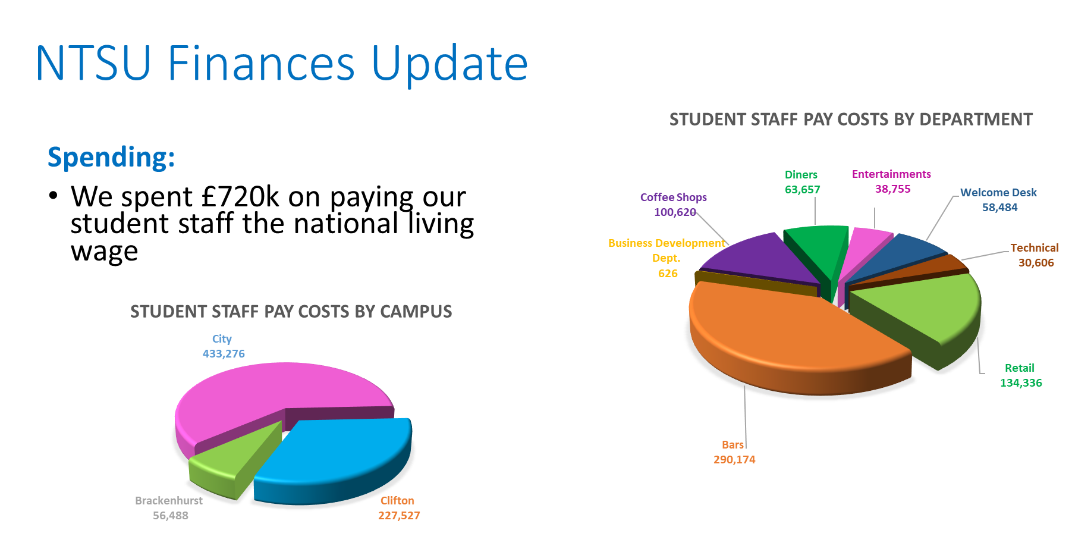 NTSU Finances Update
Spending:
• We spent £720k on paying our
student staff the national living
wage
STUDENT STAFF PAY COSTS BY CAMPUS
City
433,276
Brackenhurst
56,488
Clifton
227,527
STUDENT STAFF PAY COSTS BY DEPARTMENT
Diners
63,657
Entertainments
38,755
Coffee Shops
100,620
Welcome Desk
58,484
Business Development
Dept.
626
Technical
30,606
Retail
134,336
Bars
290,174